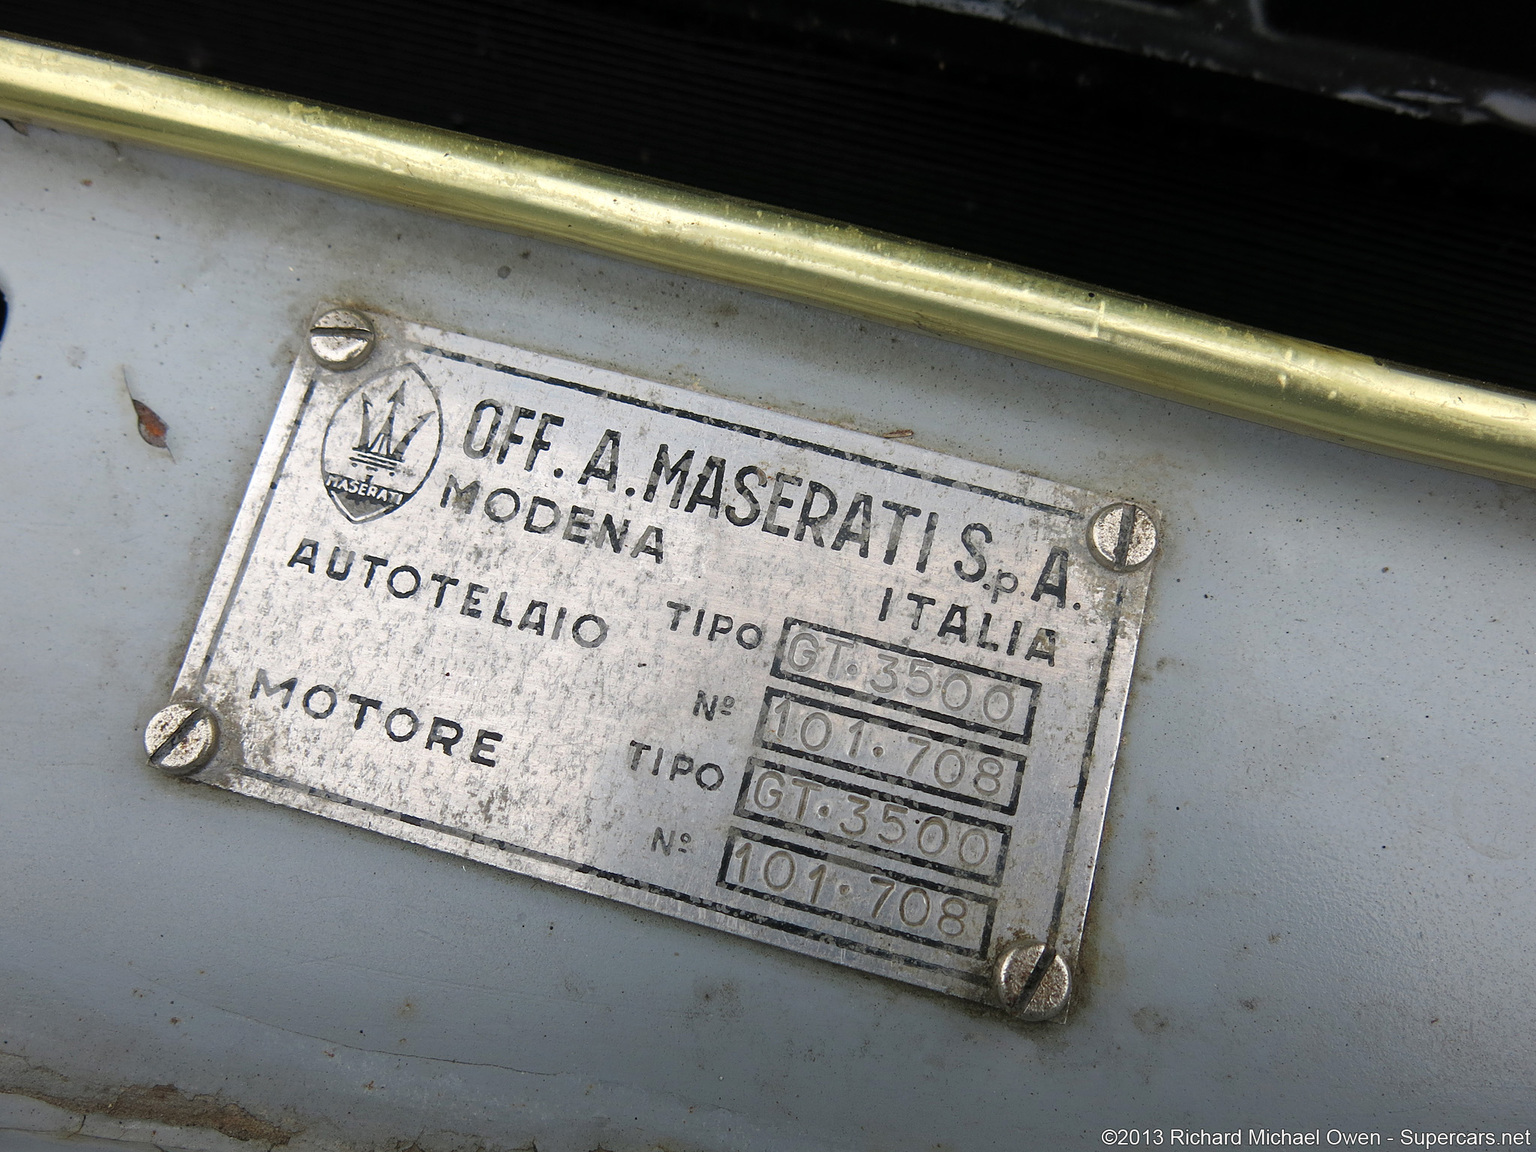 MASERATI
OFF. A. MASERATI S.p.A.
MODENA ITALIA
AUTOTELAIO TIPO GT·3500
Nº 101·708
MOTORE TIPO GT·3500
Nº 101·708
©2013 Richard Michael Owen - Supercars.net